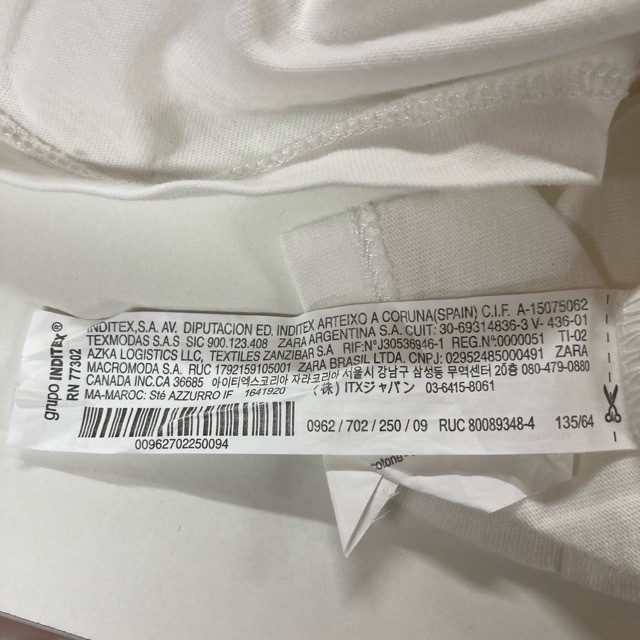 grupo INDITEX®
RN 77302
INDITEX,S.A. AV. DIPUTACION ED. INDITEX ARTEIXO A CORUNA(SPAIN) C.I.F. A-15075062
TEXMODAS S.A.S SIC 900.123.408 ZARA ARGENTINA S.A. CUIT: 30-69314836-3 V- 436-01
AZKA LOGISTICS LLC, TEXTILES ZANZIBAR S.A. RIF:Nº J30536946-1 REG.Nº:0000051 TI-02
MACROMODA S.A. RUC 1792159105001 ZARA BRASIL LTDA. CNPJ: 02952485000491 ZARA
CANADA INC.CA 36685 아이티엑스코리아 자라코리아 서울시 강남구 삼성동 무역센터 20층 080-479-0880
MA-MAROC: Sté AZZURRO IF 1641920 (株) ITXジャパン 03-6415-8061
00962702250094
0962 / 702 / 250 / 09 RUC 80089348-4 135/64